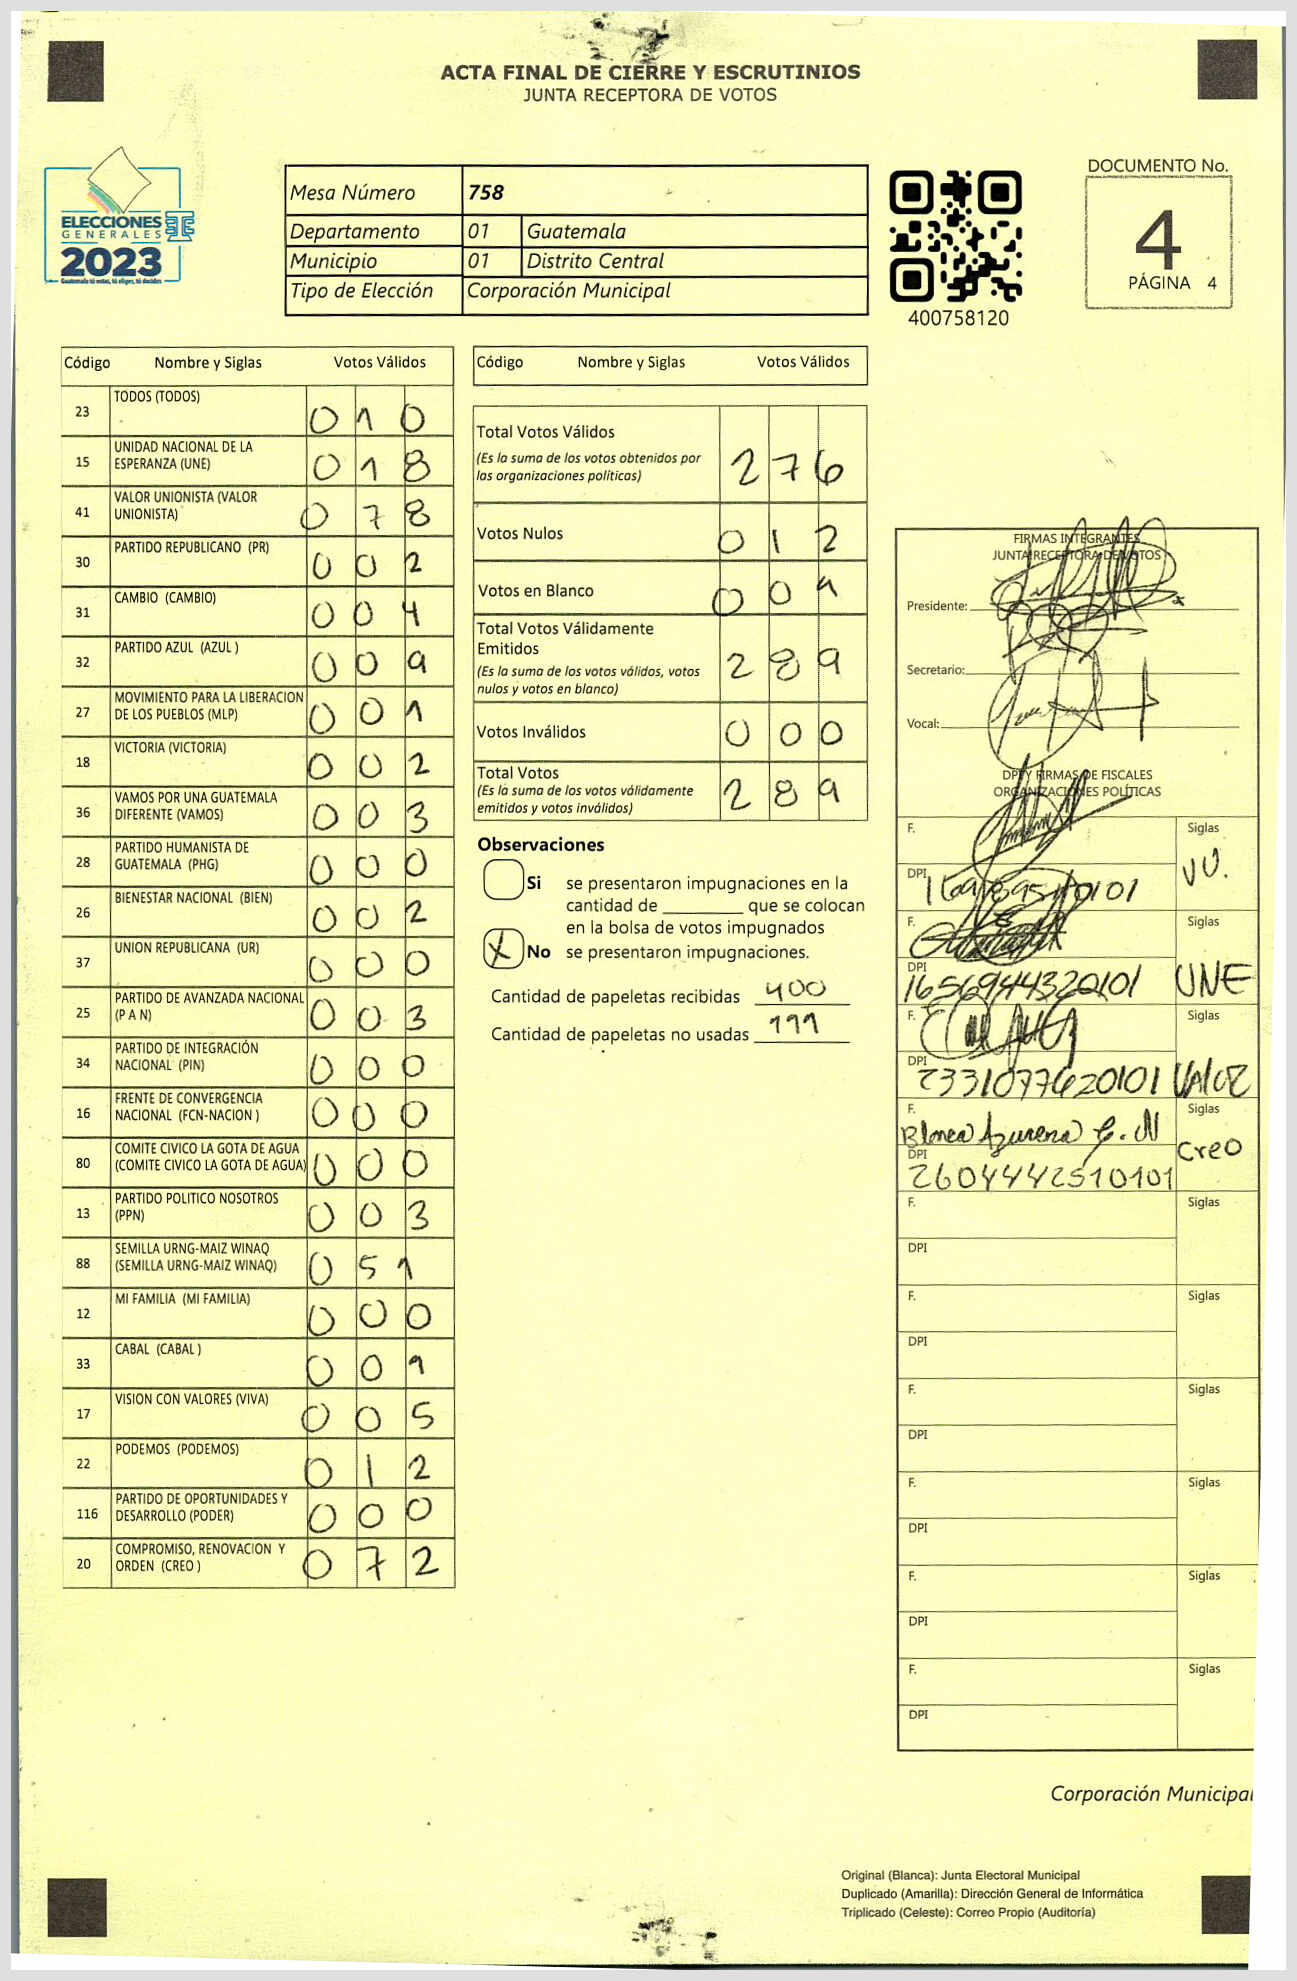 ACTA FINAL DE CIERRE Y ESCRUTINIOS
JUNTA RECEPTORA DE VOTOS
ELECCIONES
GENERALES
2023
Guatemala tú votas, tú eliges, tú decides
Mesa Número 758
Departamento 01 Guatemala
Municipio 01 Distrito Central
Tipo de Elección Corporación Municipal
400758120
DOCUMENTO No.
4
PÁGINA 4
Código Nombre y Siglas Votos Válidos
23 TODOS (TODOS) 0 1 0
15 UNIDAD NACIONAL DE LA
ESPERANZA (UNE) 0 1 8
41 VALOR UNIONISTA (VALOR
UNIONISTA) 0 7 8
30 PARTIDO REPUBLICANO (PR) 0 0 2
31 CAMBIO (CAMBIO) 0 0 4
32 PARTIDO AZUL (AZUL ) 0 0 9
27 MOVIMIENTO PARA LA LIBERACION
DE LOS PUEBLOS (MLP) 0 0 1
18 VICTORIA (VICTORIA) 0 0 2
36 VAMOS POR UNA GUATEMALA
DIFERENTE (VAMOS) 0 0 3
28 PARTIDO HUMANISTA DE
GUATEMALA (PHG) 0 0 0
26 BIENESTAR NACIONAL (BIEN) 0 0 2
37 UNION REPUBLICANA (UR) 0 0 0
25 PARTIDO DE AVANZADA NACIONAL
(P A N) 0 0 3
34 PARTIDO DE INTEGRACIÓN
NACIONAL (PIN) 0 0 0
16 FRENTE DE CONVERGENCIA
NACIONAL (FCN-NACION ) 0 0 0
80 COMITE CIVICO LA GOTA DE AGUA
(COMITE CIVICO LA GOTA DE AGUA) 0 0 0
13 PARTIDO POLITICO NOSOTROS
(PPN) 0 0 3
88 SEMILLA URNG-MAIZ WINAQ
(SEMILLA URNG-MAIZ WINAQ) 0 5 1
12 MI FAMILIA (MI FAMILIA) 0 0 0
33 CABAL (CABAL ) 0 0 1
17 VISION CON VALORES (VIVA) 0 0 5
22 PODEMOS (PODEMOS) 0 1 2
116 PARTIDO DE OPORTUNIDADES Y
DESARROLLO (PODER) 0 0 0
20 COMPROMISO, RENOVACION Y
ORDEN (CREO ) 0 7 2
Código Nombre y Siglas Votos Válidos
Total Votos Válidos
(Es la suma de los votos obtenidos por
las organizaciones políticas) 2 7 6
Votos Nulos 0 1 2
Votos en Blanco 0 0 1
Total Votos Válidamente
Emitidos
(Es la suma de los votos válidos, votos
nulos y votos en blanco) 2 8 9
Votos Inválidos 0 0 0
Total Votos
(Es la suma de los votos válidamente
emitidos y votos inválidos) 2 8 9
Observaciones
Si se presentaron impugnaciones en la
cantidad de ________ que se colocan
en la bolsa de votos impugnados
X No se presentaron impugnaciones.
Cantidad de papeletas recibidas 400
Cantidad de papeletas no usadas 111
FIRMAS INTEGRANTES
JUNTA RECEPTORA DE VOTOS
Presidente:
Secretario:
Vocal:
DPI Y FIRMAS DE FISCALES
ORGANIZACIONES POLÍTICAS
F. Siglas
DPI VU.
F. Siglas
DPI 1656944320101 UNE
F. Siglas
DPI 2331077620101 VALOR
F. Blanca Azucena C. N Siglas
DPI 2604442510101 Creo
F. Siglas
DPI
F. Siglas
DPI
F. Siglas
DPI
F. Siglas
DPI
F. Siglas
DPI
F. Siglas
DPI
Corporación Municipal
Original (Blanca): Junta Electoral Municipal
Duplicado (Amarilla): Dirección General de Informática
Triplicado (Celeste): Correo Propio (Auditoría)